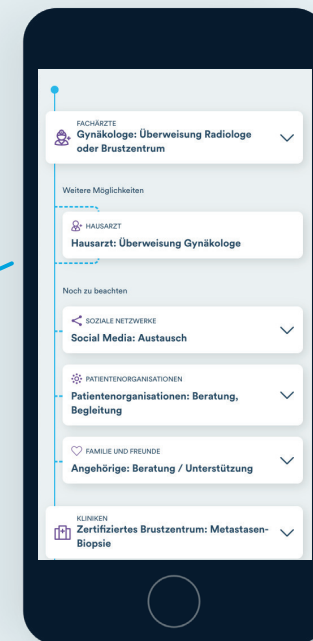 FACHÄRZTE
Gynäkologe: Überweisung Radiologe
oder Brustzentrum
Weitere Möglichkeiten
HAUSARZT
Hausarzt: Überweisung Gynäkologe
Noch zu beachten
SOZIALE NETZWERKE
Social Media: Austausch
PATIENTENORGANISATIONEN
Patientenorganisationen: Beratung,
Begleitung
FAMILIE UND FREUNDE
Angehörige: Beratung / Unterstützung
KLINIKEN
Zertifiziertes Brustzentrum: Metastasen-
Biopsie